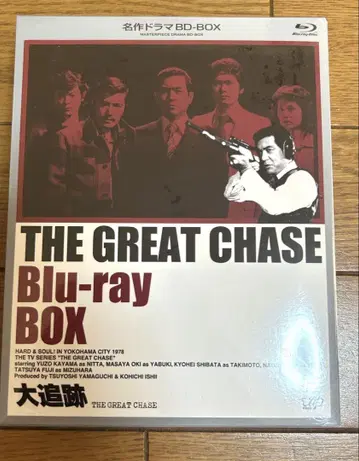 名作ドラマBD-BOX
MASTERPIECE DRAMA BD-BOX
Blu-ray Disc
THE GREAT CHASE
Blu-ray
BOX
HARD & SOUL! IN YOKOHAMA CITY 1978
THE TV SERIES "THE GREAT CHASE"
starring YUZO KAYAMA as NITTA, MASAYA OKI as YABUKI, KYOHEI SHIBATA as TAKIMOTO,
TATSUYA FUJI as MIZUHARA
Produced by TSUYOSHI YAMAGUCHI & KOHICHI ISHII
大追跡 THE GREAT CHASE